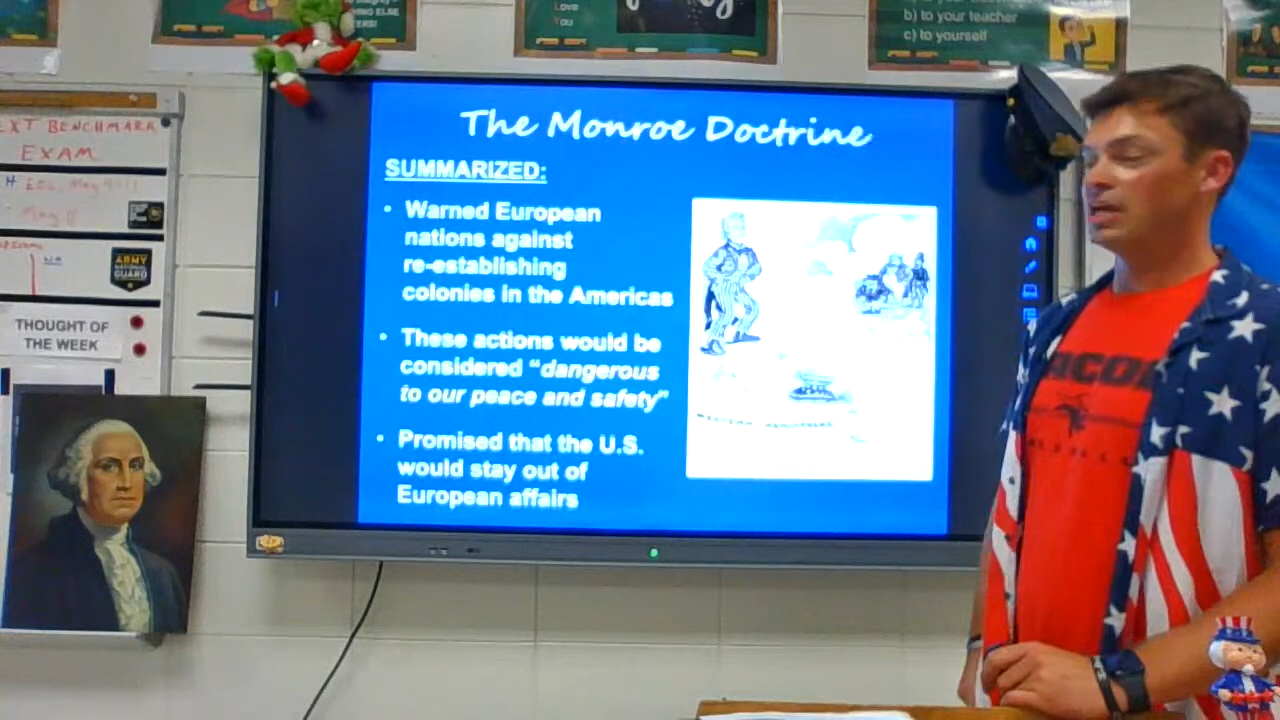 Love
You
b) to your teacher
c) to yourself
EXT BENCHMARK
EXAM
THOUGHT OF
THE WEEK
ARMY
NATIONAL
GUARD
The Monroe Doctrine
SUMMARIZED:
• Warned European
nations against
re-establishing
colonies in the Americas
• These actions would be
considered “dangerous
to our peace and safety”
• Promised that the U.S.
would stay out of
European affairs
WESTERN HEMISPHERE